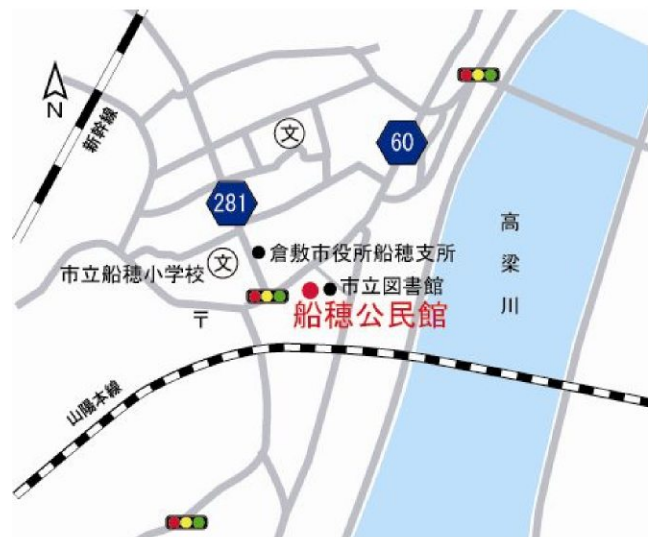 N
新幹線
文
60
281
高梁川
倉敷市役所船穂支所
文
市立船穂小学校
市立図書館
〒
船穂公民館
山陽本線